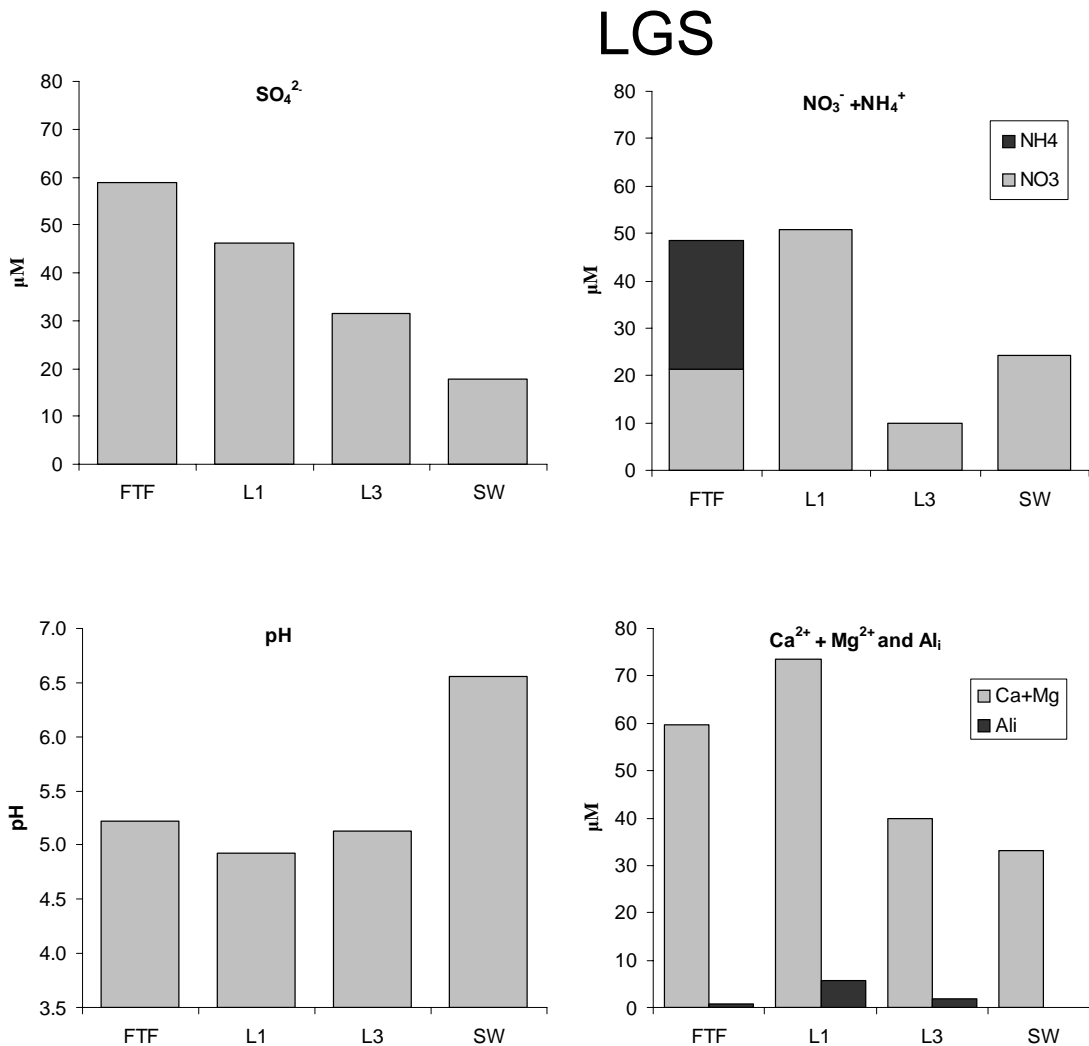 LGS
SO₄²⁻
80
70
60
50
40
30
20
10
0
µM
FTF L1 L3 SW
NO₃⁻ +NH₄⁺
80
70
60
50
40
30
20
10
0
µM
NH4
NO3
FTF L1 L3 SW
pH
7.0
6.5
6.0
5.5
5.0
4.5
4.0
3.5
pH
FTF L1 L3 SW
Ca²⁺ + Mg²⁺ and Alᵢ
80
70
60
50
40
30
20
10
0
µM
Ca+Mg
Ali
FTF L1 L3 SW